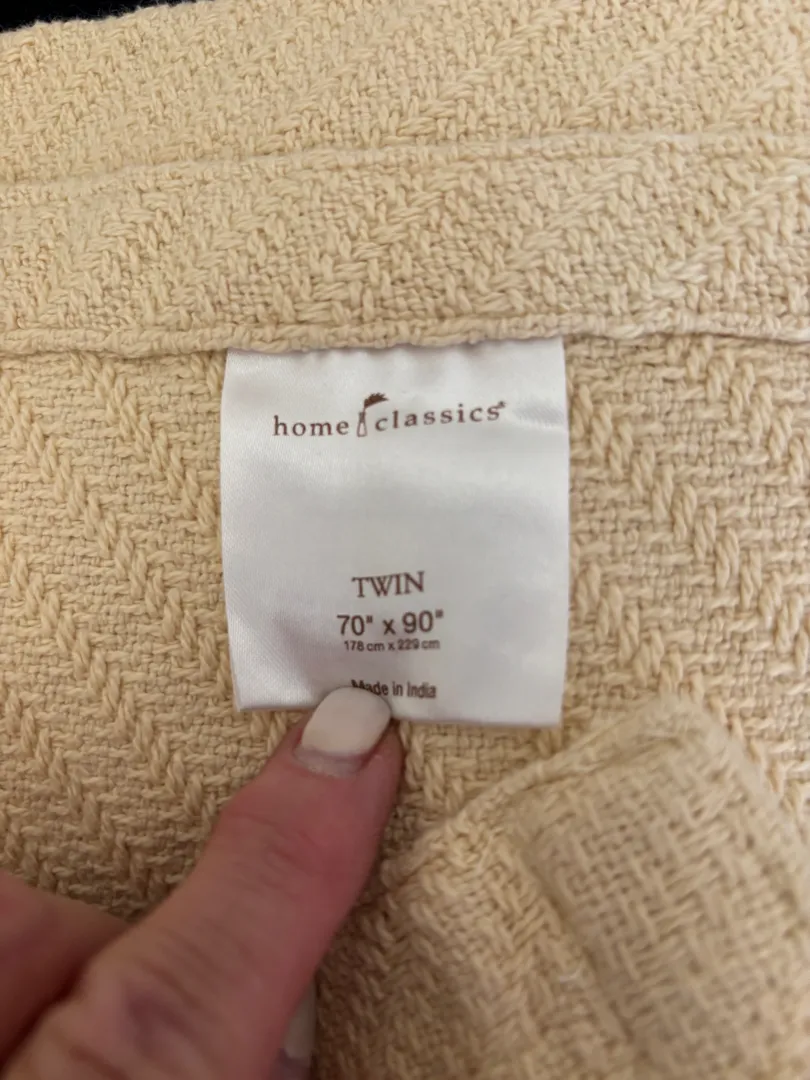 home classics®
TWIN
70" x 90"
178 cm x 229 cm
Made in India